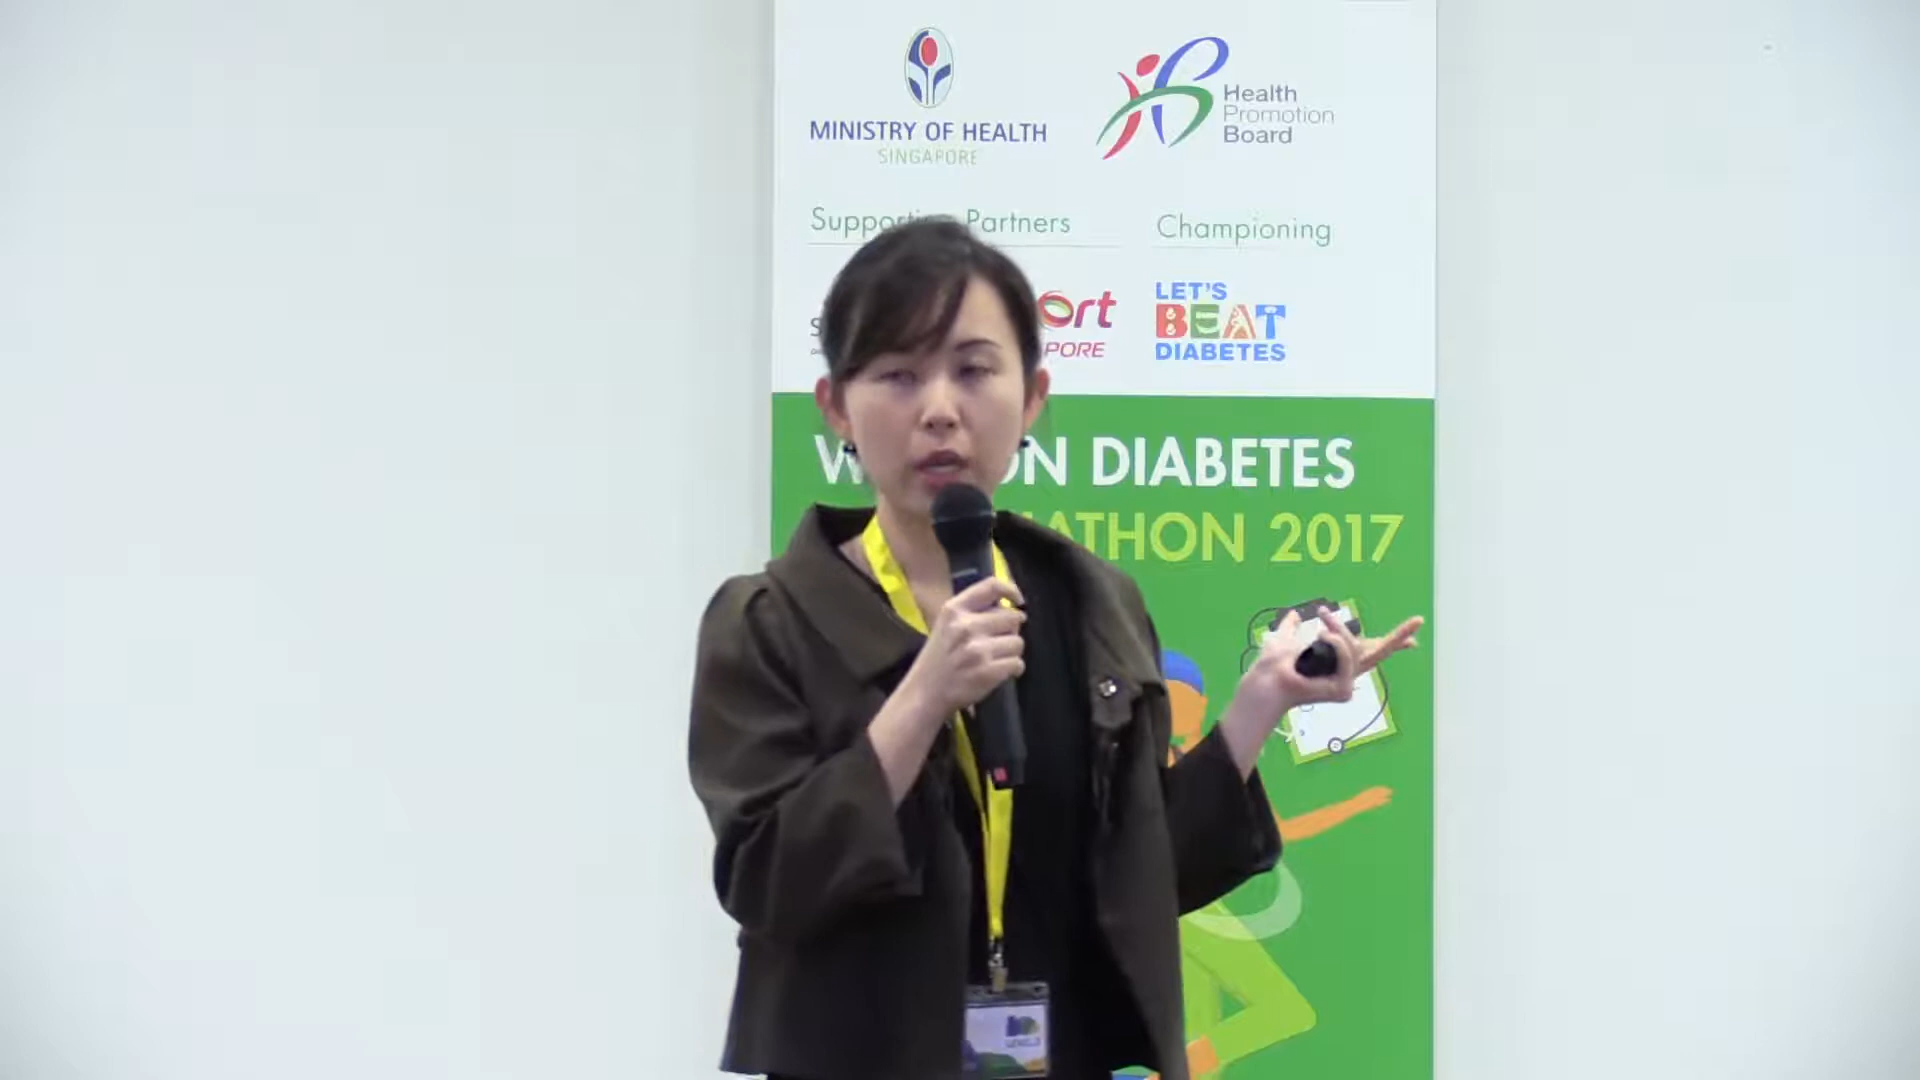 MINISTRY OF HEALTH
SINGAPORE
Health
Promotion
Board
Partners
Championing
LET'S
BEAT
DIABETES
DIABETES
2017